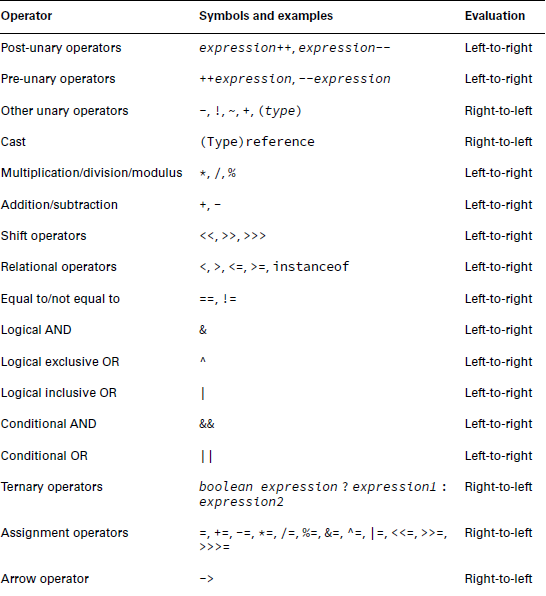 Operator Symbols and examples Evaluation
Post-unary operators expression++, expression-- Left-to-right
Pre-unary operators ++expression, --expression Left-to-right
Other unary operators -, !, ~, +, (type) Right-to-left
Cast (Type)reference Right-to-left
Multiplication/division/modulus *, /, % Left-to-right
Addition/subtraction +, - Left-to-right
Shift operators <<, >>, >>> Left-to-right
Relational operators <, >, <=, >=, instanceof Left-to-right
Equal to/not equal to ==, != Left-to-right
Logical AND & Left-to-right
Logical exclusive OR ^ Left-to-right
Logical inclusive OR | Left-to-right
Conditional AND && Left-to-right
Conditional OR || Left-to-right
Ternary operators boolean expression ? expression1 : Right-to-left
expression2
Assignment operators =, +=, -=, *=, /=, %=, &=, ^=, |=, <<=, >>=, Right-to-left
>>>=
Arrow operator -> Right-to-left